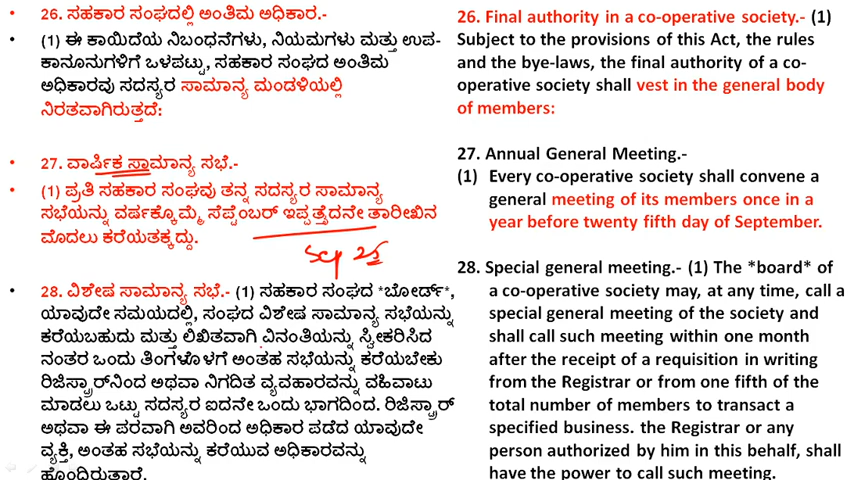 • 26. ಸಹಕಾರ ಸಂಘದಲ್ಲಿ ಅಂತಿಮ ಅಧಿಕಾರ.-
• (1) ಈ ಕಾಯಿದೆಯ ನಿಬಂಧನೆಗಳು, ನಿಯಮಗಳು ಮತ್ತು ಉಪ-
ಕಾನೂನುಗಳಿಗೆ ಒಳಪಟ್ಟು, ಸಹಕಾರ ಸಂಘದ ಅಂತಿಮ
ಅಧಿಕಾರವು ಸದಸ್ಯರ ಸಾಮಾನ್ಯ ಮಂಡಳಿಯಲ್ಲಿ
ನಿರತವಾಗಿರುತ್ತದೆ:
• 27. ವಾರ್ಷಿಕ ಸಾಮಾನ್ಯ ಸಭೆ.-
• (1) ಪ್ರತಿ ಸಹಕಾರ ಸಂಘವು ತನ್ನ ಸದಸ್ಯರ ಸಾಮಾನ್ಯ
ಸಭೆಯನ್ನು ವರ್ಷಕ್ಕೊಮ್ಮೆ ಸೆಪ್ಟೆಂಬರ್ ಇಪ್ಪತ್ತೈದನೇ ತಾರೀಖಿನ
ಮೊದಲು ಕರೆಯತಕ್ಕದ್ದು.
Sep 25
• 28. ವಿಶೇಷ ಸಾಮಾನ್ಯ ಸಭೆ.- (1) ಸಹಕಾರ ಸಂಘದ *ಬೋರ್ಡ್*,
ಯಾವುದೇ ಸಮಯದಲ್ಲಿ, ಸಂಘದ ವಿಶೇಷ ಸಾಮಾನ್ಯ ಸಭೆಯನ್ನು
ಕರೆಯಬಹುದು ಮತ್ತು ಲಿಖಿತವಾಗಿ ವಿನಂತಿಯನ್ನು ಸ್ವೀಕರಿಸಿದ
ನಂತರ ಒಂದು ತಿಂಗಳೊಳಗೆ ಅಂತಹ ಸಭೆಯನ್ನು ಕರೆಯಬೇಕು
ರಿಜಿಸ್ಟ್ರಾರ್‌ನಿಂದ ಅಥವಾ ನಿಗದಿತ ವ್ಯವಹಾರವನ್ನು ವಹಿವಾಟು
ಮಾಡಲು ಒಟ್ಟು ಸದಸ್ಯರ ಐದನೇ ಒಂದು ಭಾಗದಿಂದ. ರಿಜಿಸ್ಟ್ರಾರ್
ಅಥವಾ ಈ ಪರವಾಗಿ ಅವರಿಂದ ಅಧಿಕಾರ ಪಡೆದ ಯಾವುದೇ
ವ್ಯಕ್ತಿ, ಅಂತಹ ಸಭೆಯನ್ನು ಕರೆಯುವ ಅಧಿಕಾರವನ್ನು
ಹೊಂದಿರುತ್ತಾರೆ.
26. Final authority in a co-operative society.- (1)
Subject to the provisions of this Act, the rules
and the bye-laws, the final authority of a co-
operative society shall vest in the general body
of members:
27. Annual General Meeting.-
(1) Every co-operative society shall convene a
general meeting of its members once in a
year before twenty fifth day of September.
28. Special general meeting.- (1) The *board* of
a co-operative society may, at any time, call a
special general meeting of the society and
shall call such meeting within one month
after the receipt of a requisition in writing
from the Registrar or from one fifth of the
total number of members to transact a
specified business. the Registrar or any
person authorized by him in this behalf, shall
have the power to call such meeting.